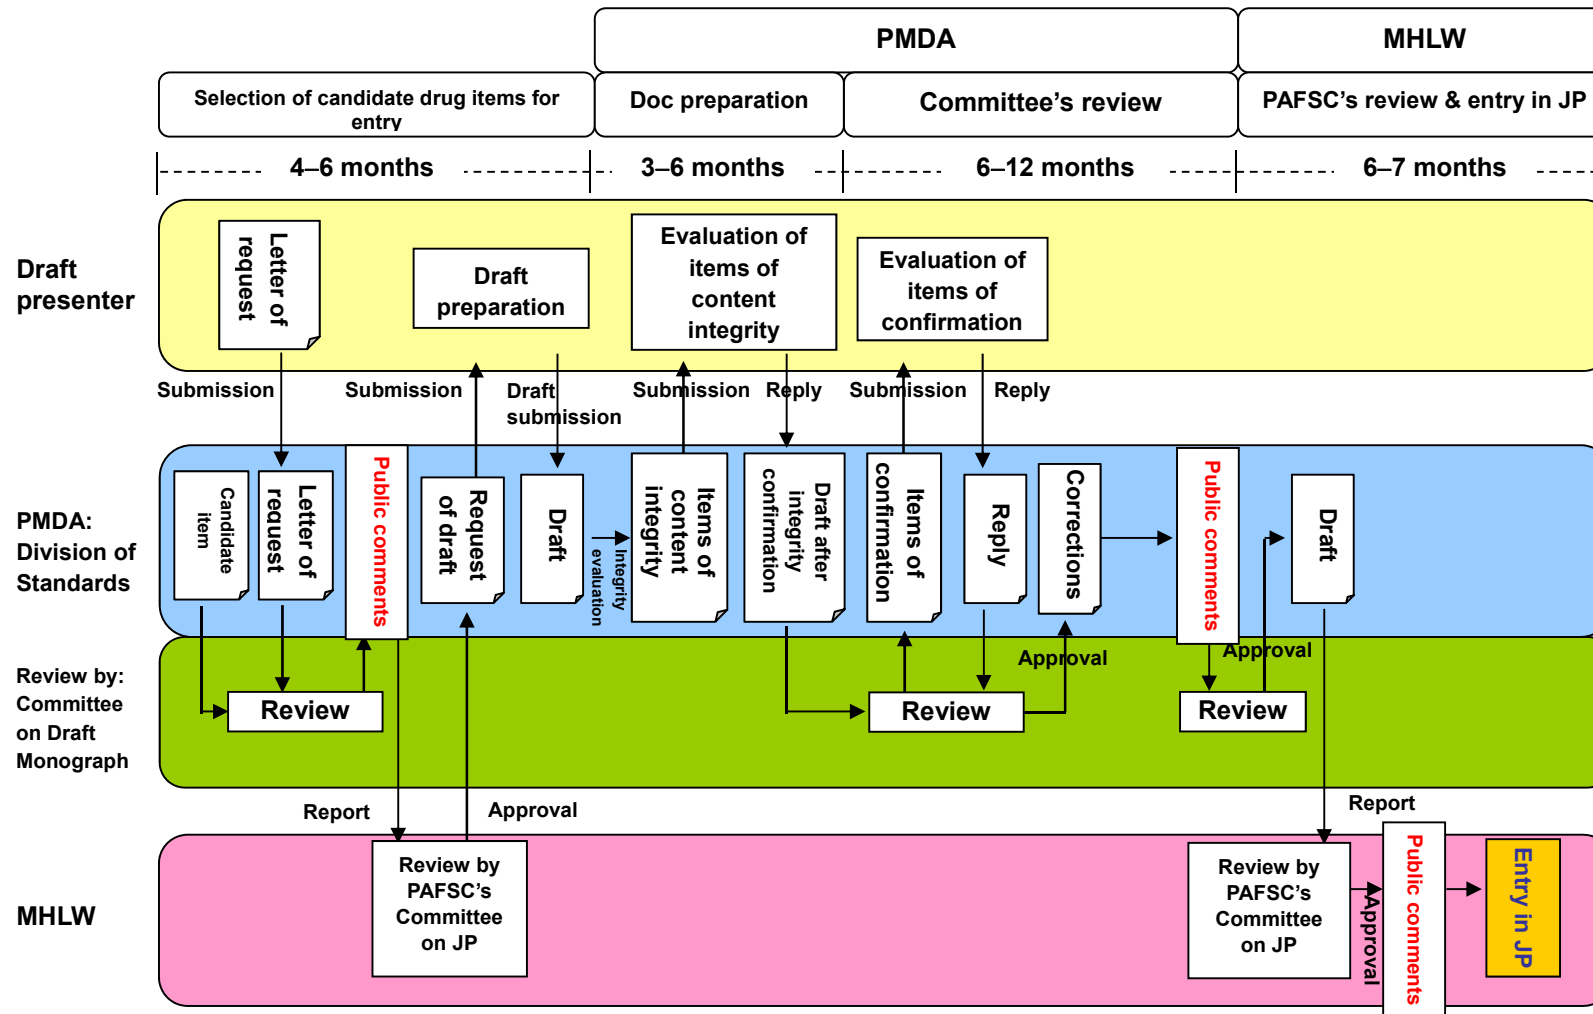 PMDA
MHLW
Selection of candidate drug items for
entry
Doc preparation
Committee's review
PAFSC's review & entry in JP
4–6 months
3–6 months
6–12 months
6–7 months
Draft
presenter
Letter of
request
Draft
preparation
Evaluation of
items of
content
integrity
Evaluation of
items of
confirmation
Submission
Submission
Draft
submission
Submission
Reply
Submission
Reply
PMDA:
Division of
Standards
Candidate
item
Letter of
request
Public comments
Request
of draft
Draft
Integrity
evaluation
Items of
content
integrity
Draft after
integrity
confirmation
Items of
confirmation
Reply
Corrections
Public comments
Draft
Approval
Approval
Review by:
Committee
on Draft
Monograph
Review
Review
Review
Report
Approval
Report
MHLW
Review by
PAFSC's
Committee
on JP
Review by
PAFSC's
Committee
on JP
Approval
Public comments
Entry in JP